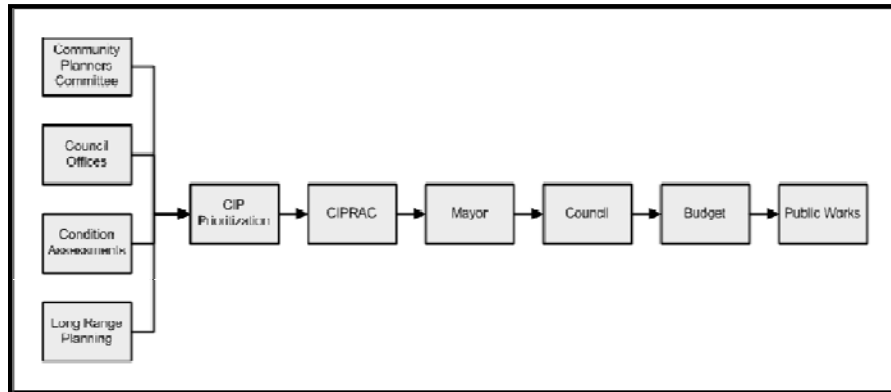 Community
Planners
Committee
Council
Offices
Condition
Assessments
Long Range
Planning
CIP
Prioritization
CIPRAC
Mayor
Council
Budget
Public Works